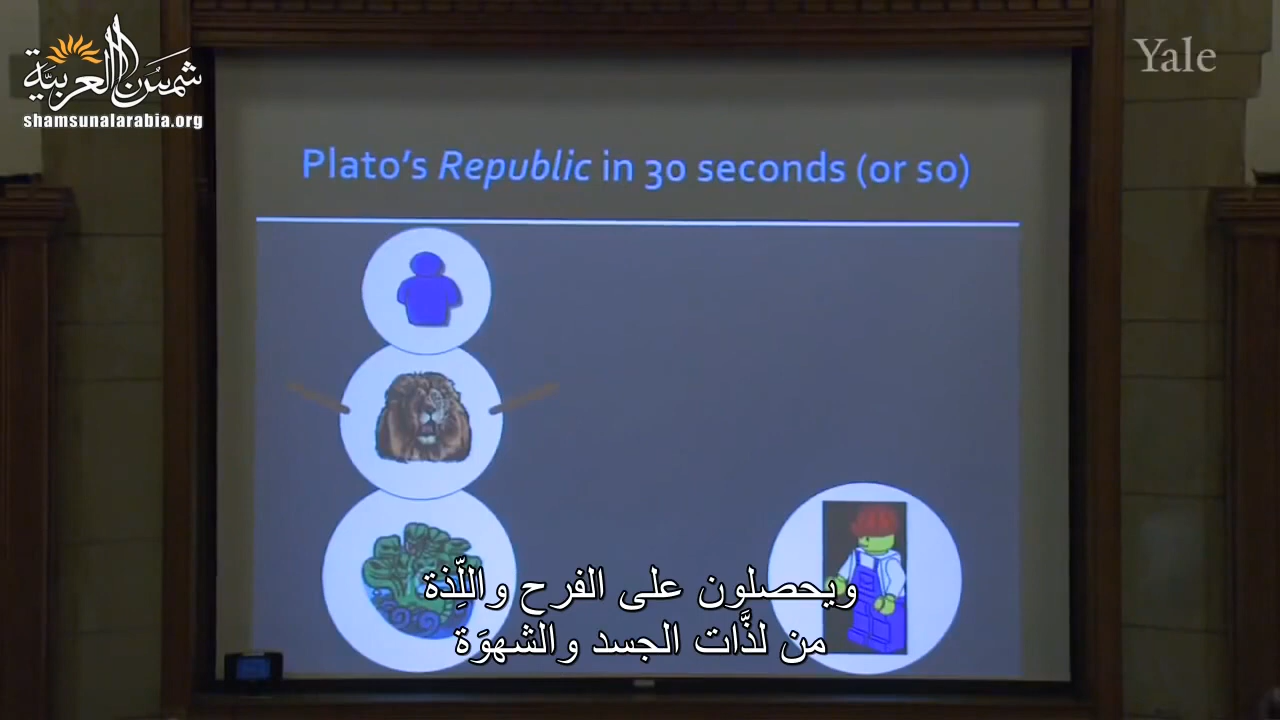 شمس العربية
shamsunalarabia.org
Yale
Plato's Republic in 30 seconds (or so)
ويحصلون على الفرح واللِّذة
من لذَّات الجسد والشهوَة